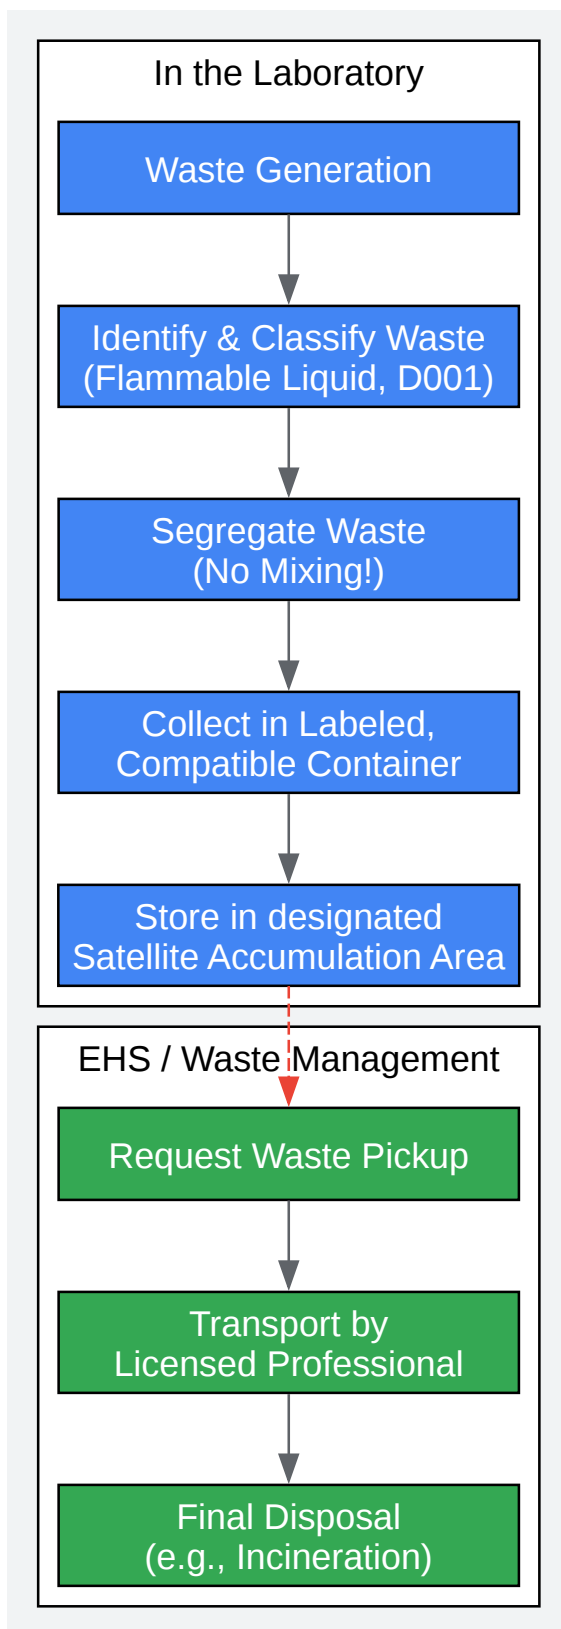 In the Laboratory
Waste Generation
Identify & Classify Waste
(Flammable Liquid, D001)
Segregate Waste
(No Mixing!)
Collect in Labeled,
Compatible Container
Store in designated
Satellite Accumulation Area
EHS / Waste Management
Request Waste Pickup
Transport by
Licensed Professional
Final Disposal
(e.g., Incineration)